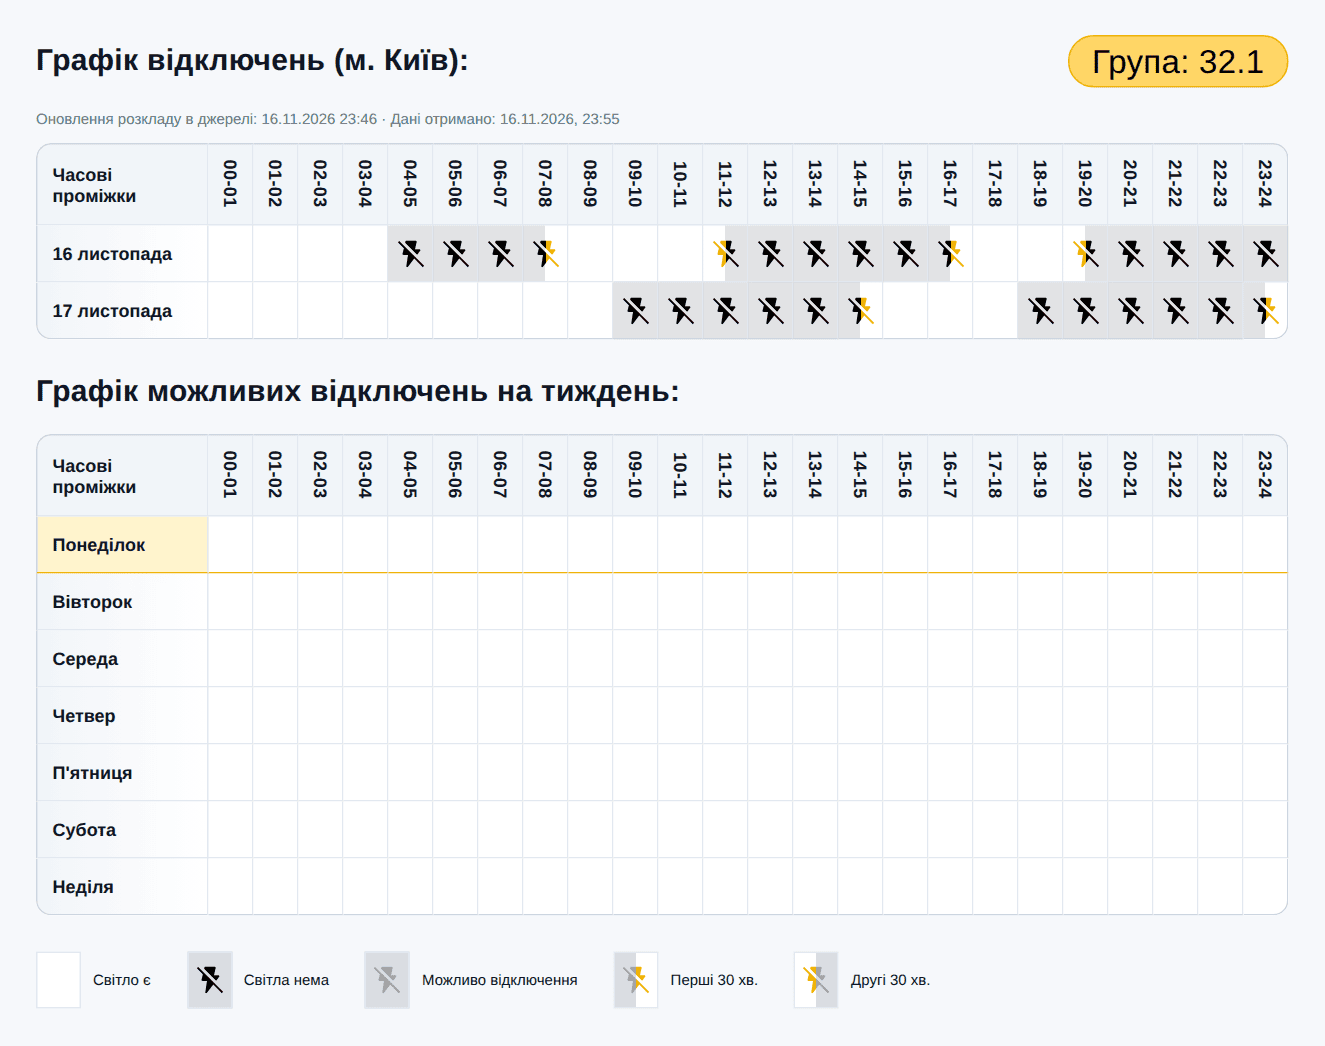 Графік відключень (м. Київ):
Група: 32.1
Оновлення розкладу в джерелі: 16.11.2026 23:46 · Дані отримано: 16.11.2026, 23:55
Часові проміжки 00-01 01-02 02-03 03-04 04-05 05-06 06-07 07-08 08-09 09-10 10-11 11-12 12-13 13-14 14-15 15-16 16-17 17-18 18-19 19-20 20-21 21-22 22-23 23-24
16 листопада
17 листопада
Графік можливих відключень на тиждень:
Часові проміжки 00-01 01-02 02-03 03-04 04-05 05-06 06-07 07-08 08-09 09-10 10-11 11-12 12-13 13-14 14-15 15-16 16-17 17-18 18-19 19-20 20-21 21-22 22-23 23-24
Понеділок
Вівторок
Середа
Четвер
П'ятниця
Субота
Неділя
Світло є Світла нема Можливо відключення Перші 30 хв. Другі 30 хв.